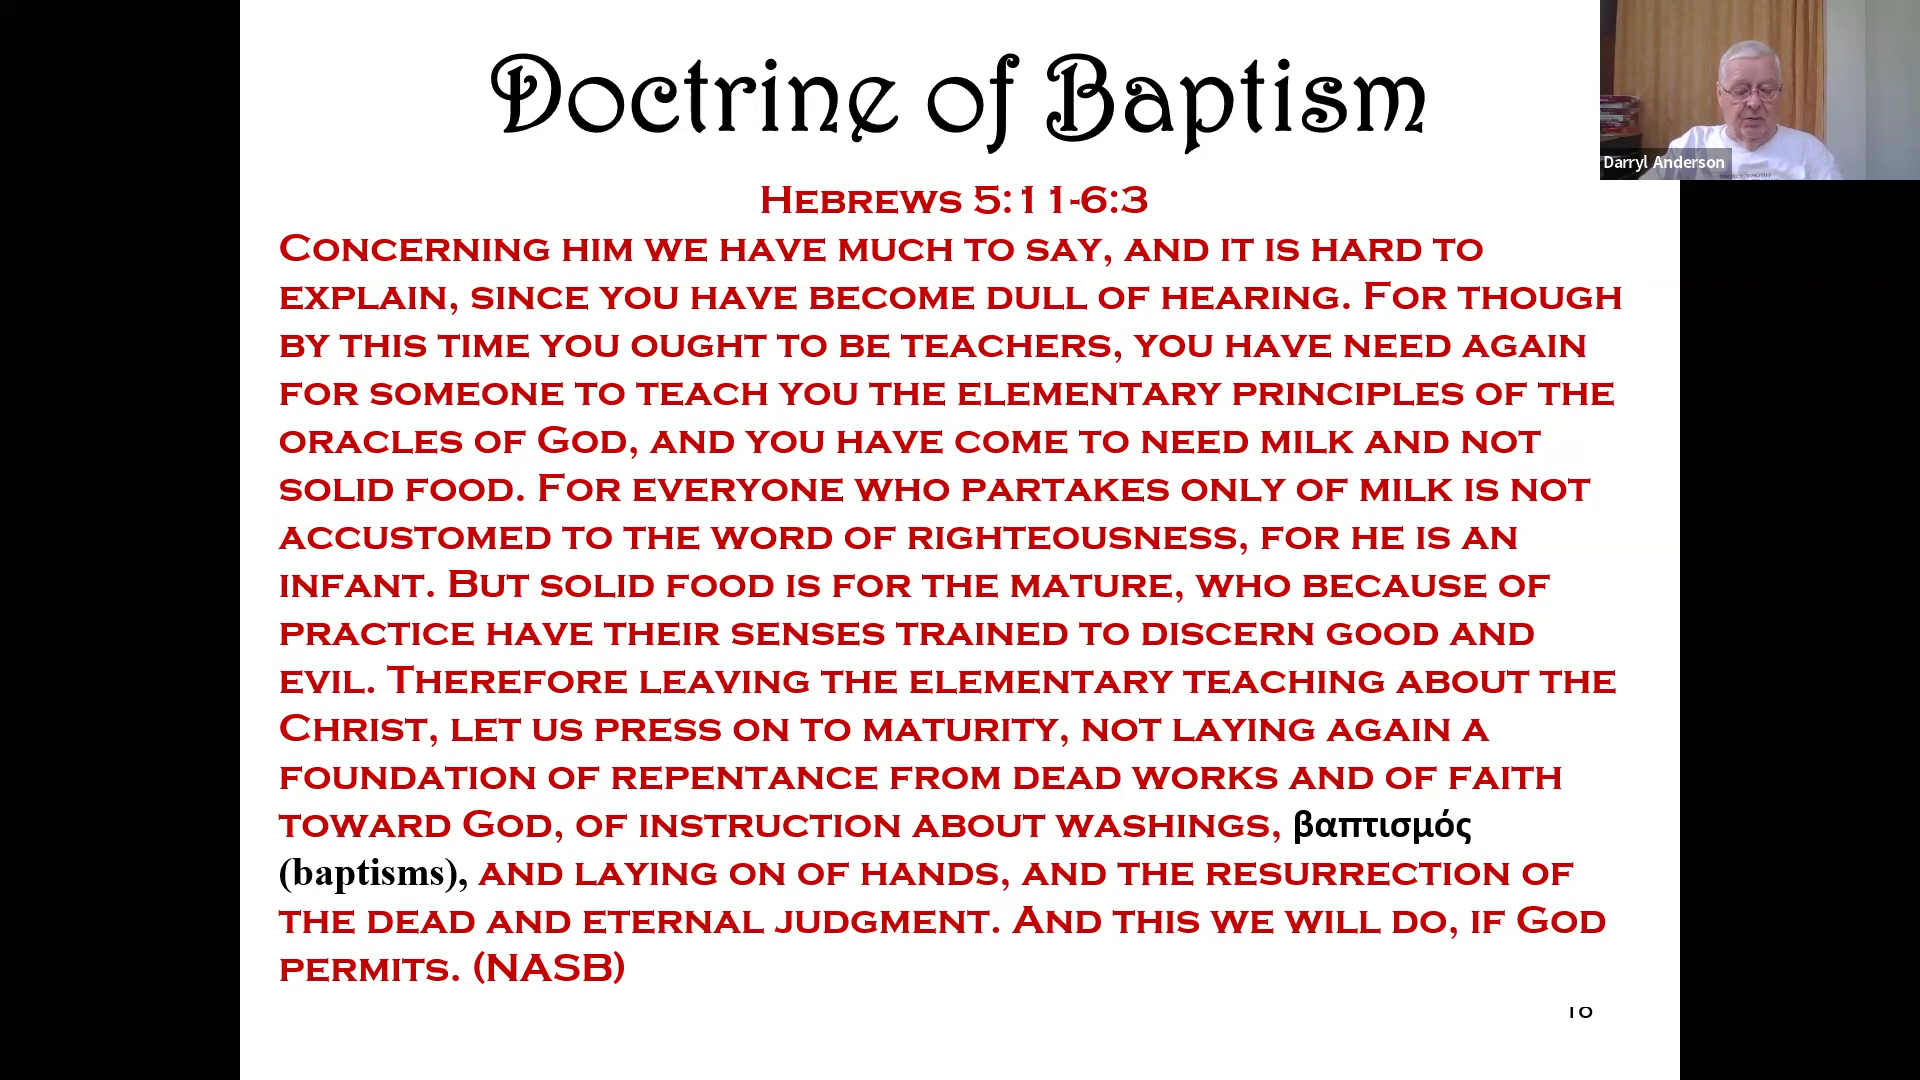 Doctrine of Baptism
Darryl Anderson
Hebrews 5:11-6:3
Concerning him we have much to say, and it is hard to
explain, since you have become dull of hearing. For though
by this time you ought to be teachers, you have need again
for someone to teach you the elementary principles of the
oracles of God, and you have come to need milk and not
solid food. For everyone who partakes only of milk is not
accustomed to the word of righteousness, for he is an
infant. But solid food is for the mature, who because of
practice have their senses trained to discern good and
evil. Therefore leaving the elementary teaching about the
Christ, let us press on to maturity, not laying again a
foundation of repentance from dead works and of faith
toward God, of instruction about washings, βαπτισμός
(baptisms), and laying on of hands, and the resurrection of
the dead and eternal judgment. And this we will do, if God
permits. (NASB)